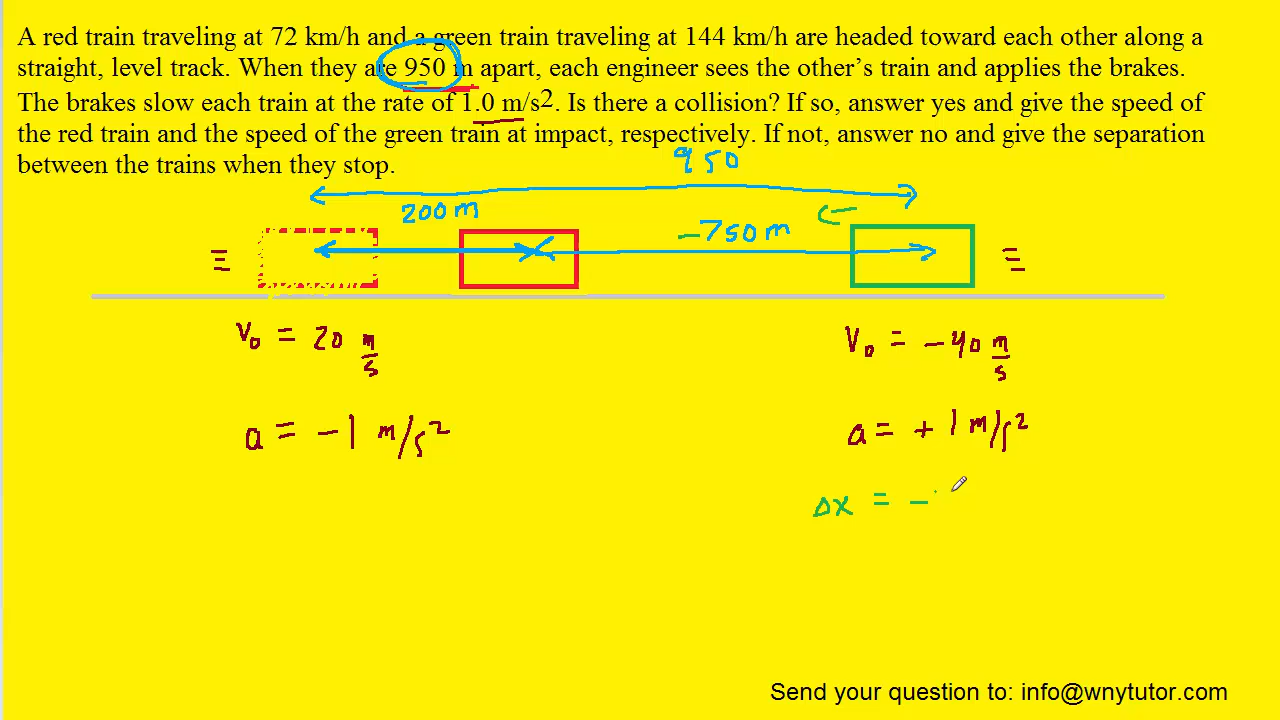 A red train traveling at 72 km/h and a green train traveling at 144 km/h are headed toward each other along a
straight, level track. When they are 950 m apart, each engineer sees the other's train and applies the brakes.
The brakes slow each train at the rate of 1.0 m/s2. Is there a collision? If so, answer yes and give the speed of
the red train and the speed of the green train at impact, respectively. If not, answer no and give the separation
between the trains when they stop.
950
200 m
-750 m
V0 = 20 m/s
V0 = -40 m/s
a = -1 m/s2
a = +1 m/s2
Δx = -
Send your question to: info@wnytutor.com